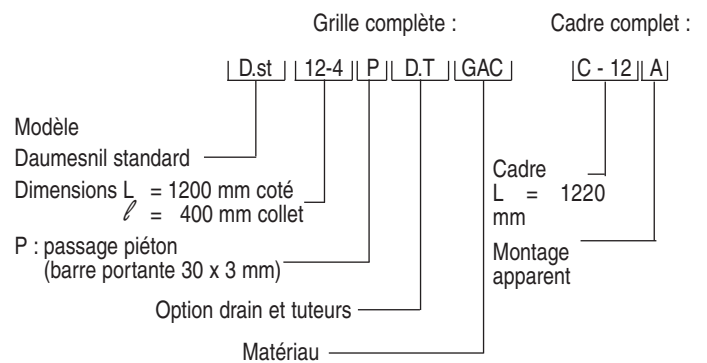 Grille complète : Cadre complet :
D.st 12-4 P D.T GAC C - 12 A
Modèle
Daumesnil standard
Dimensions L = 1200 mm coté
ℓ = 400 mm collet
P : passage piéton
(barre portante 30 x 3 mm)
Option drain et tuteurs
Matériau
Cadre
L = 1220
mm
Montage
apparent